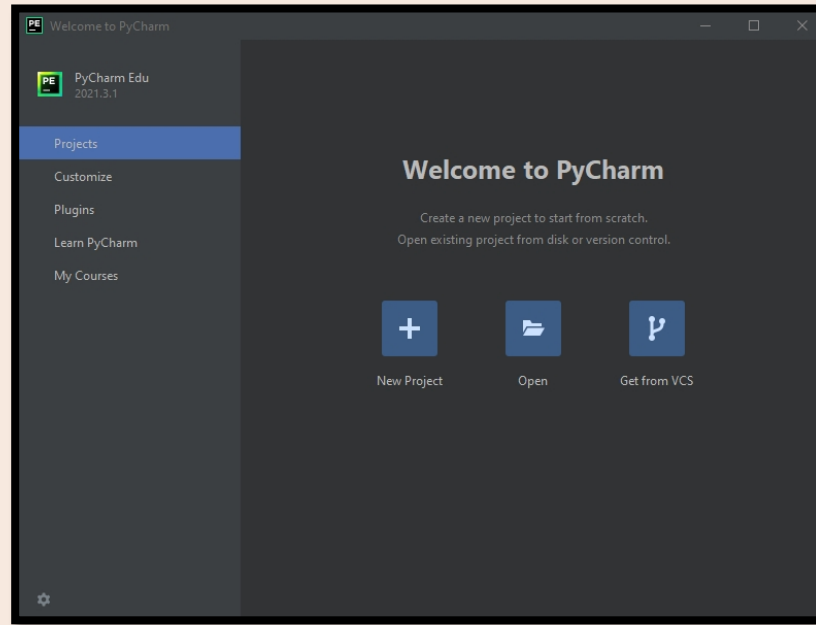 PE Welcome to PyCharm
PE PyCharm Edu
2021.3.1
Projects
Customize
Plugins
Learn PyCharm
My Courses
Welcome to PyCharm
Create a new project to start from scratch.
Open existing project from disk or version control.
New Project Open Get from VCS